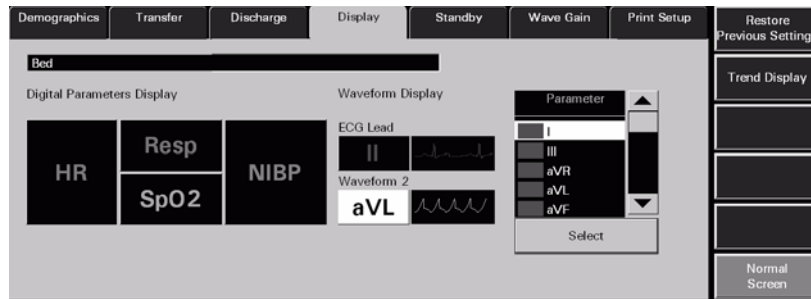 Demographics
Transfer
Discharge
Display
Standby
Wave Gain
Print Setup
Restore
Previous Setting
Bed
Trend Display
Digital Parameters Display
Waveform Display
Parameter
HR
Resp
SpO2
NIBP
ECG Lead
II
Waveform 2
aVL
I
III
aVR
aVL
aVF
Select
Normal
Screen